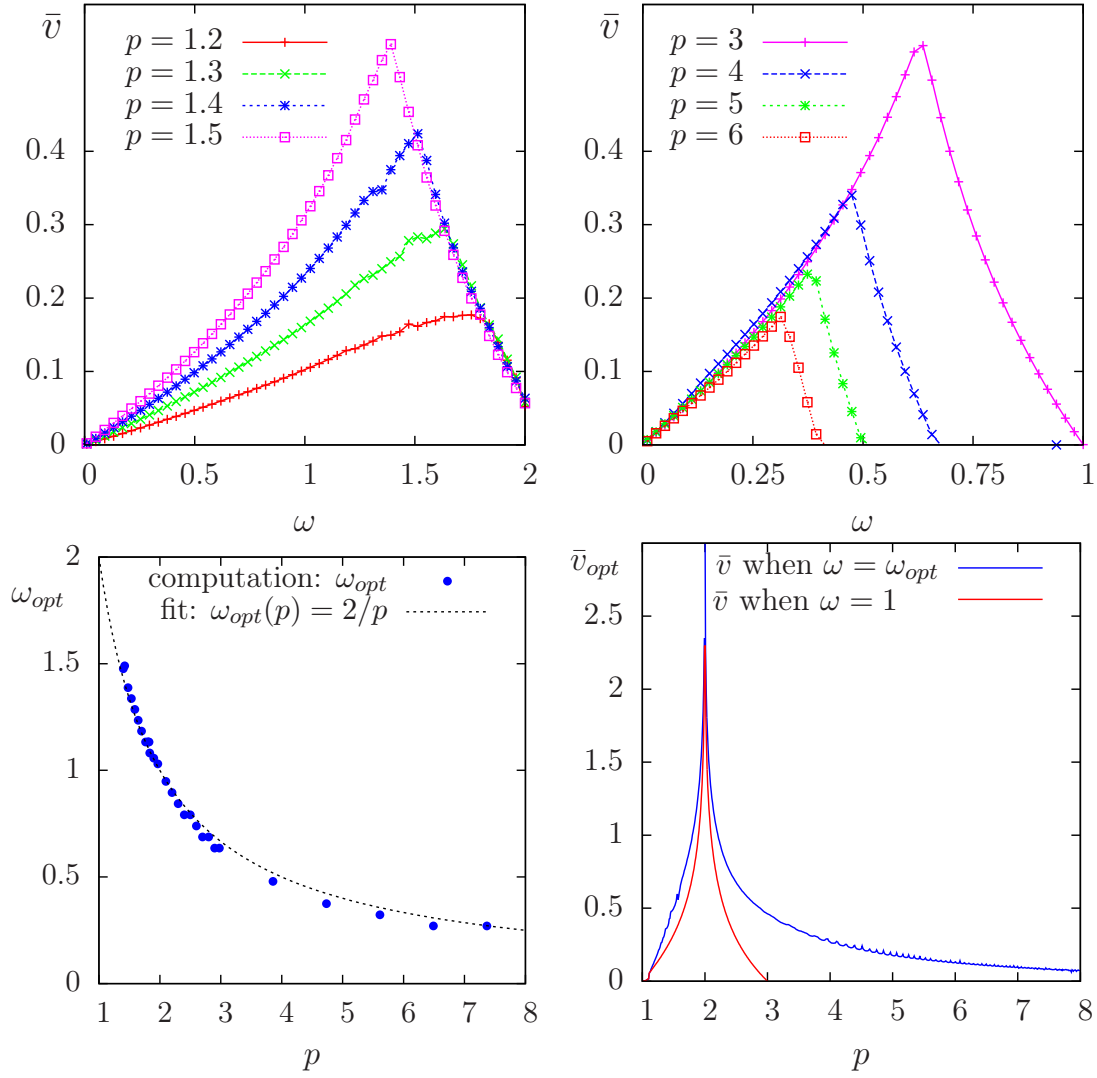 v̄
p = 1.2
p = 1.3
p = 1.4
p = 1.5
0.4
0.3
0.2
0.1
0
0 0.5 1 1.5 2
ω
v̄
p = 3
p = 4
p = 5
p = 6
0.4
0.3
0.2
0.1
0
0 0.25 0.5 0.75 1
ω
2
ω_opt
computation: ω_opt
fit: ω_opt(p) = 2/p
1.5
1
0.5
0
1 2 3 4 5 6 7 8
p
v̄_opt
v̄ when ω = ω_opt
v̄ when ω = 1
2.5
2
1.5
1
0.5
0
1 2 3 4 5 6 7 8
p